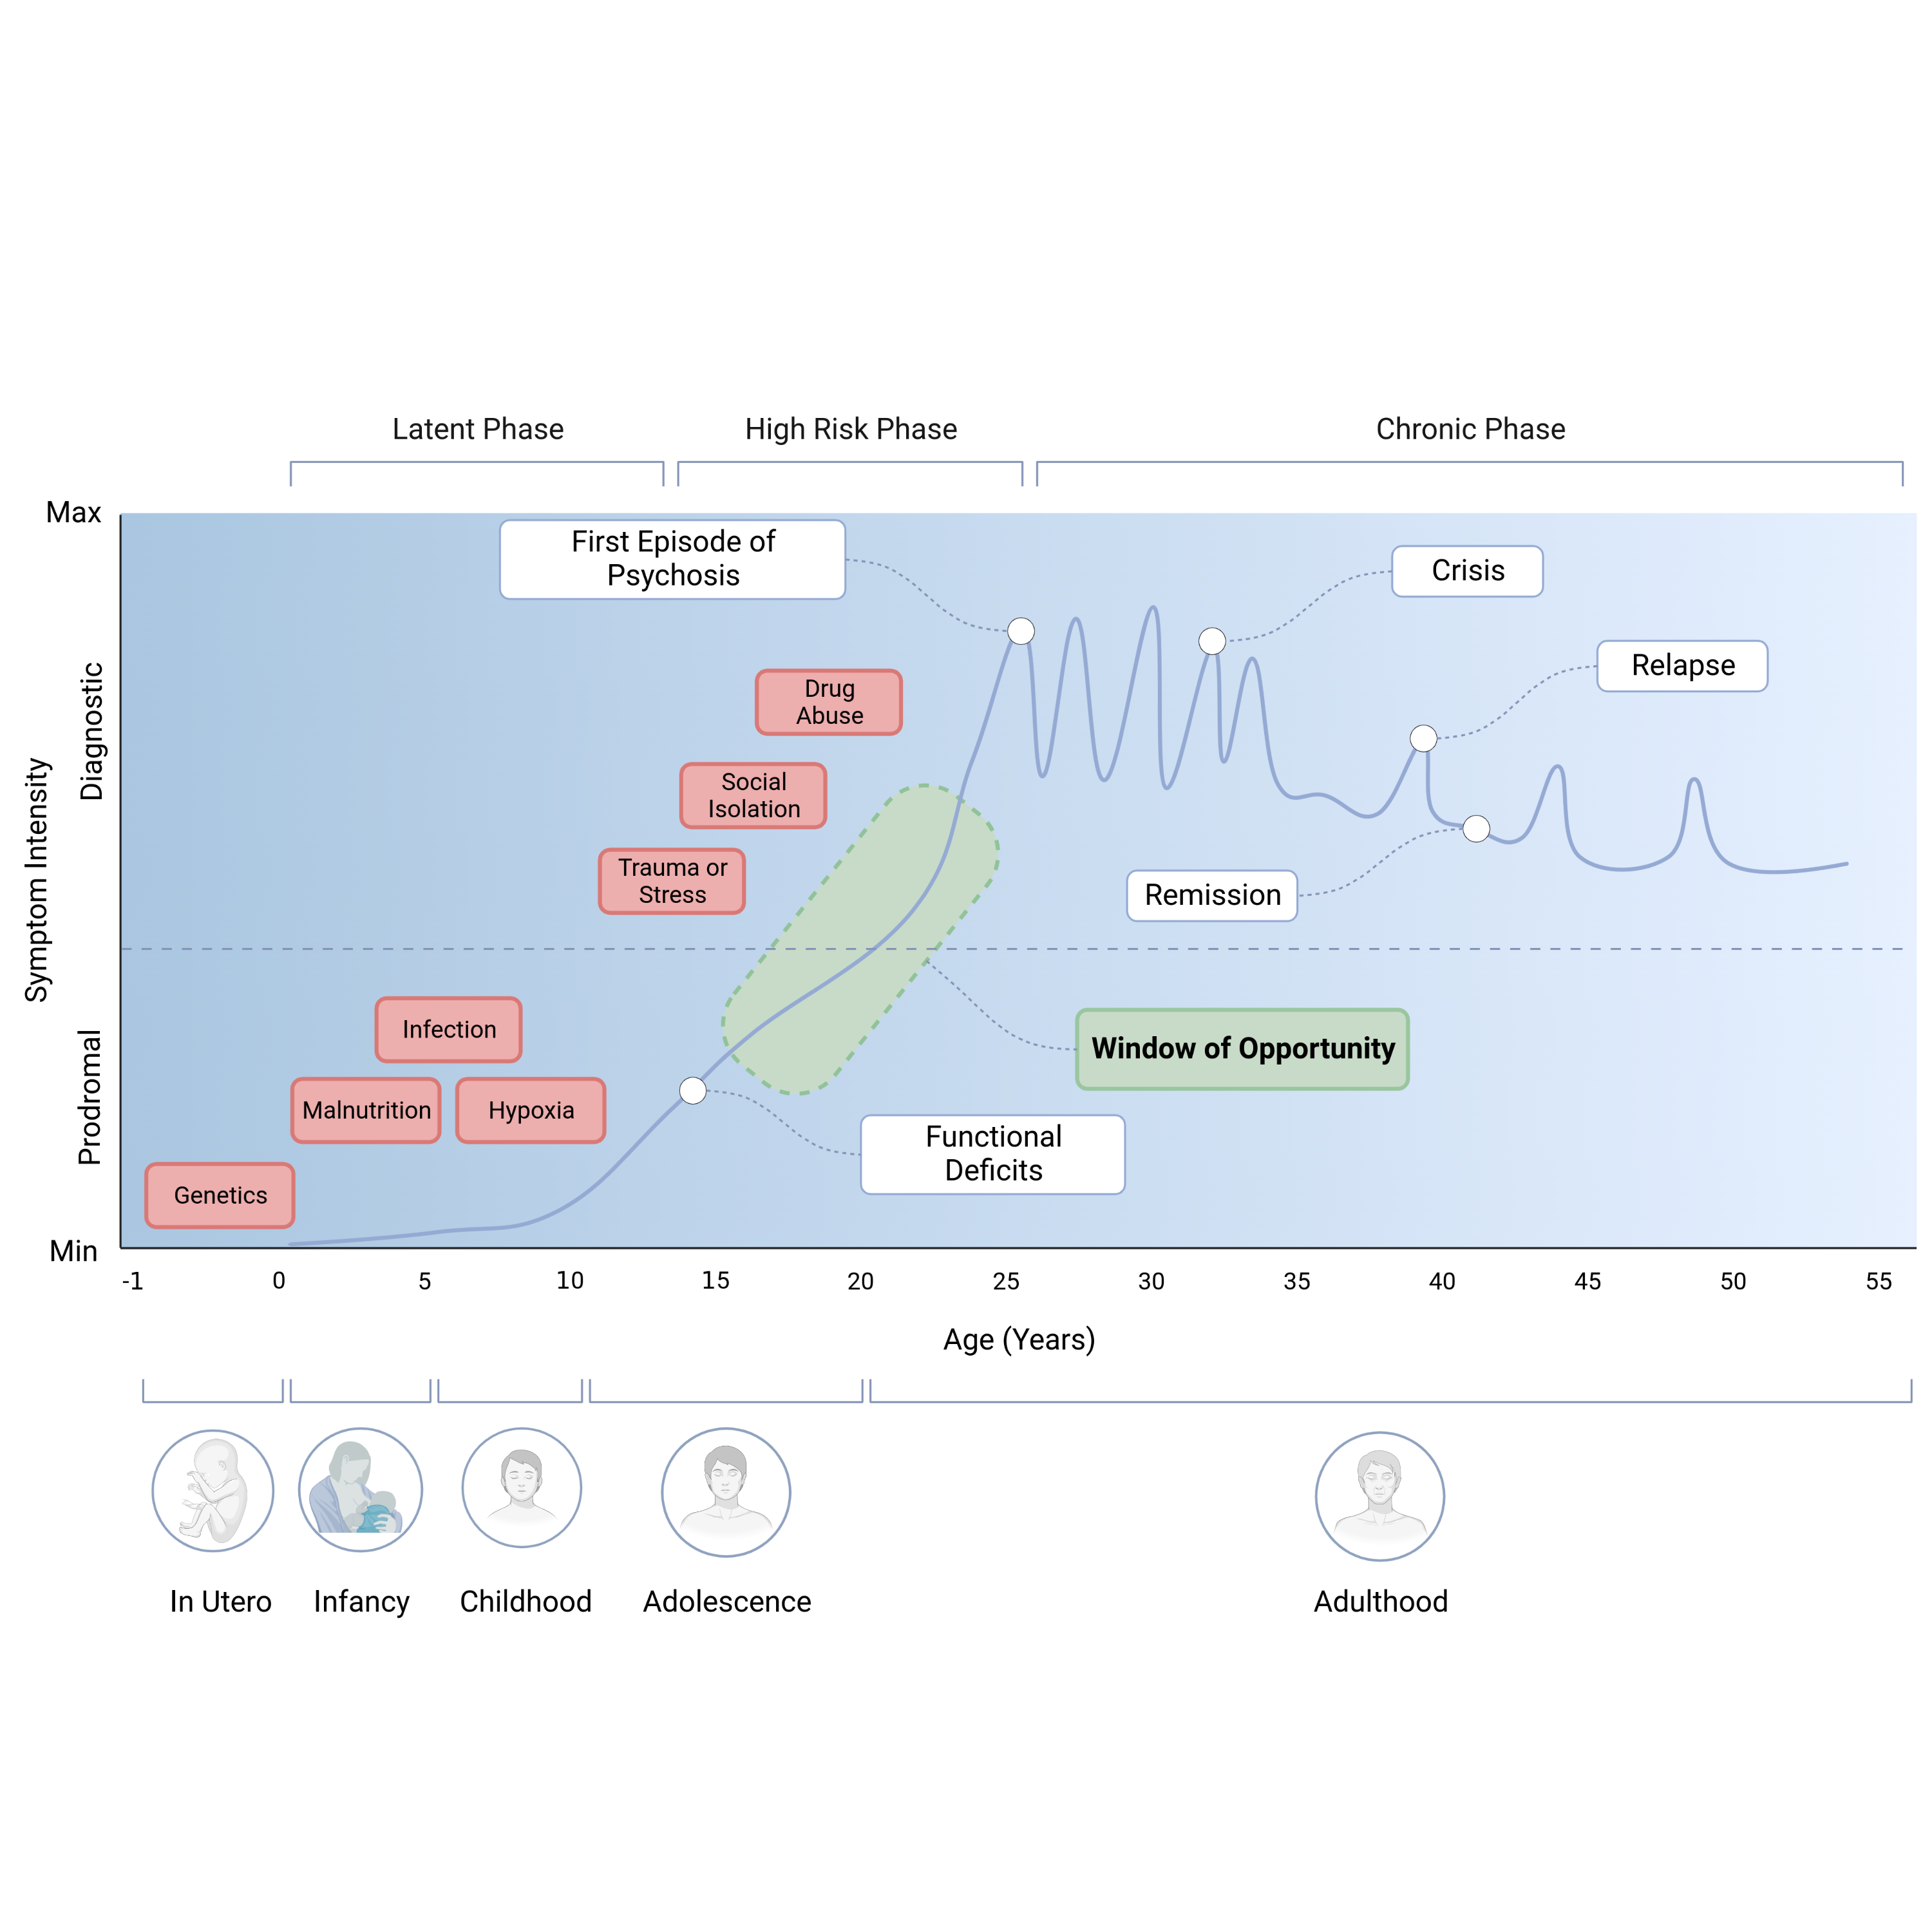 Latent Phase
High Risk Phase
Chronic Phase
Max
Diagnostic
Symptom Intensity
Prodromal
Min
First Episode of
Psychosis
Crisis
Relapse
Drug
Abuse
Social
Isolation
Trauma or
Stress
Remission
Infection
Window of Opportunity
Malnutrition
Hypoxia
Functional
Deficits
Genetics
-1 0 5 10 15 20 25 30 35 40 45 50 55
Age (Years)
In Utero
Infancy
Childhood
Adolescence
Adulthood